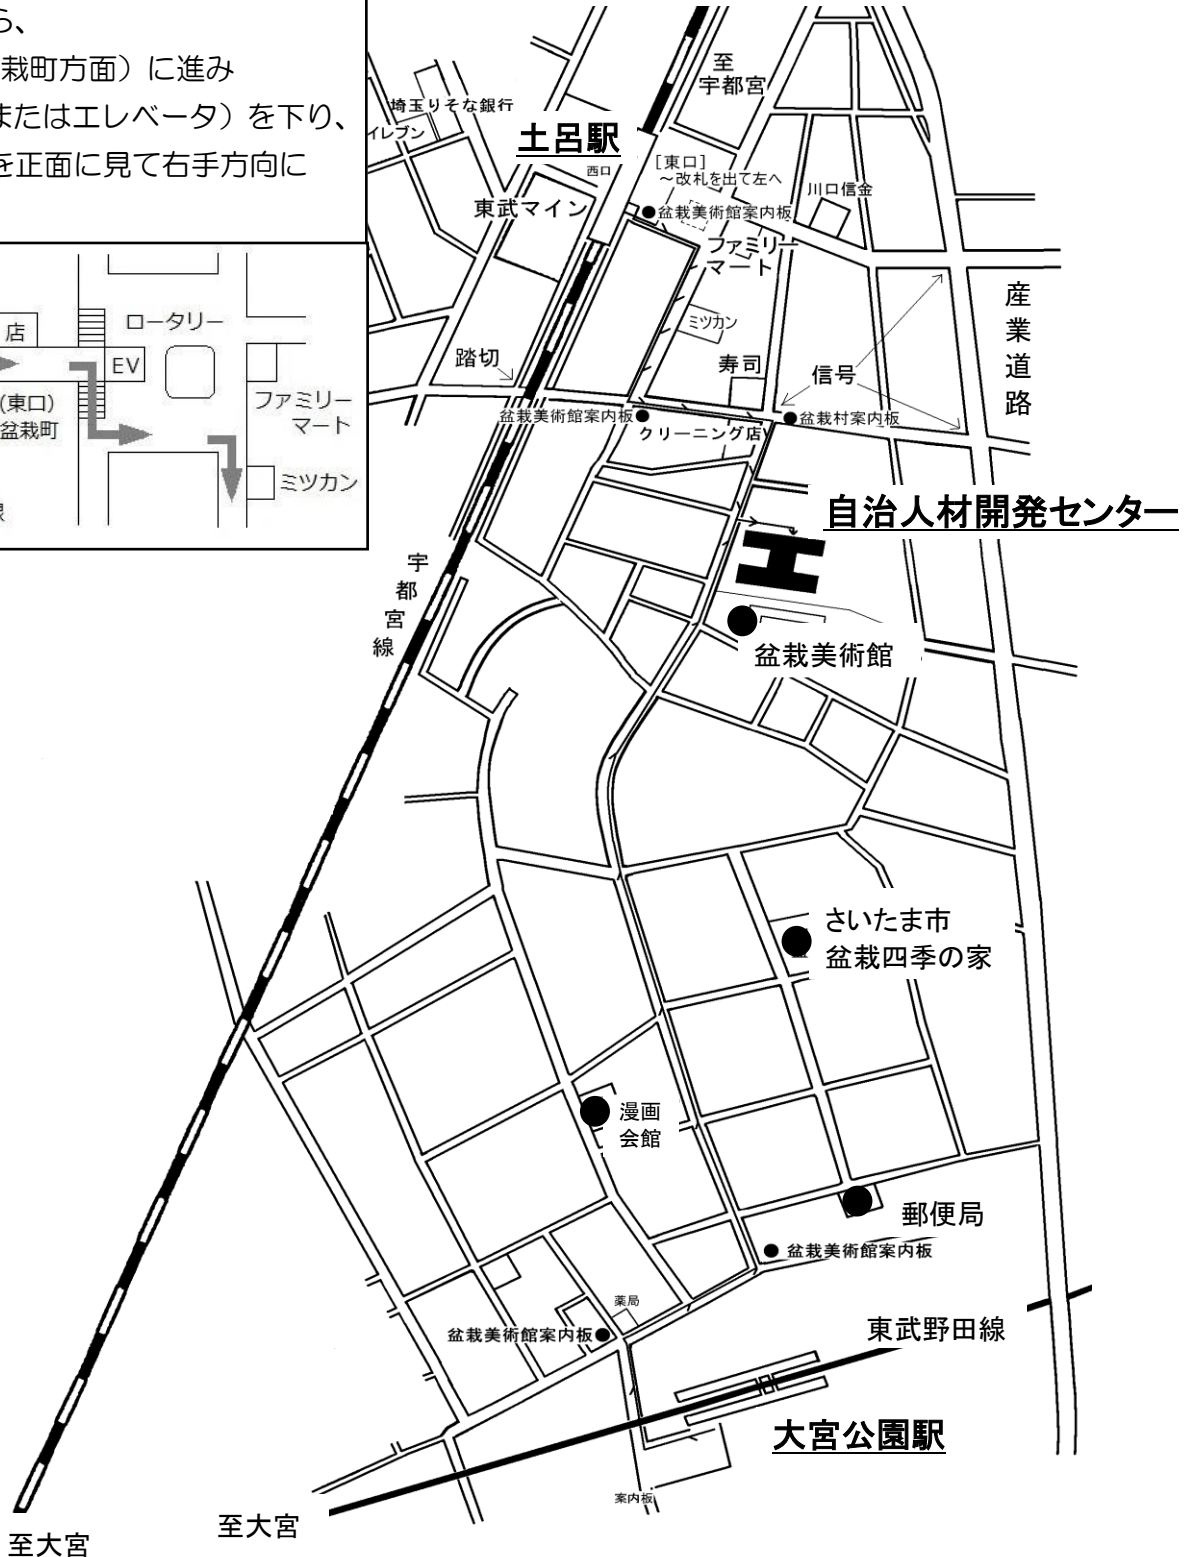 ら、
栽町方面）に進み
またはエレベータ）を下り、
を正面に見て右手方向に
店
ロータリー
EV
(東口)
盆栽町
ファミリー
マート
ミツカン
至
宇都宮
埼玉りそな銀行
イレブン
土呂駅
西口
[東口]
～改札を出て左へ
川口信金
東武マイン
盆栽美術館案内板
ファミリー
マート
産業道路
ミツカン
踏切
寿司
信号
盆栽美術館案内板
盆栽村案内板
クリーニング店
自治人材開発センター
宇都宮線
盆栽美術館
さいたま市
盆栽四季の家
漫画
会館
郵便局
盆栽美術館案内板
薬局
盆栽美術館案内板
東武野田線
大宮公園駅
案内板
至大宮
至大宮